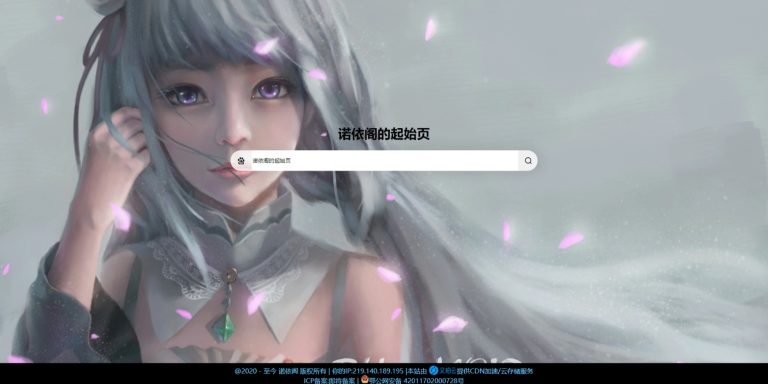 诺依阁的起始页
诺依阁的起始页
@2020 - 至今 诺依阁 版权所有 | 你的IP:219.140.189.195 |本站由 又拍云 提供CDN加速/云存储服务
ICP备案:即将备案 | 鄂公网安备 42011702000728号